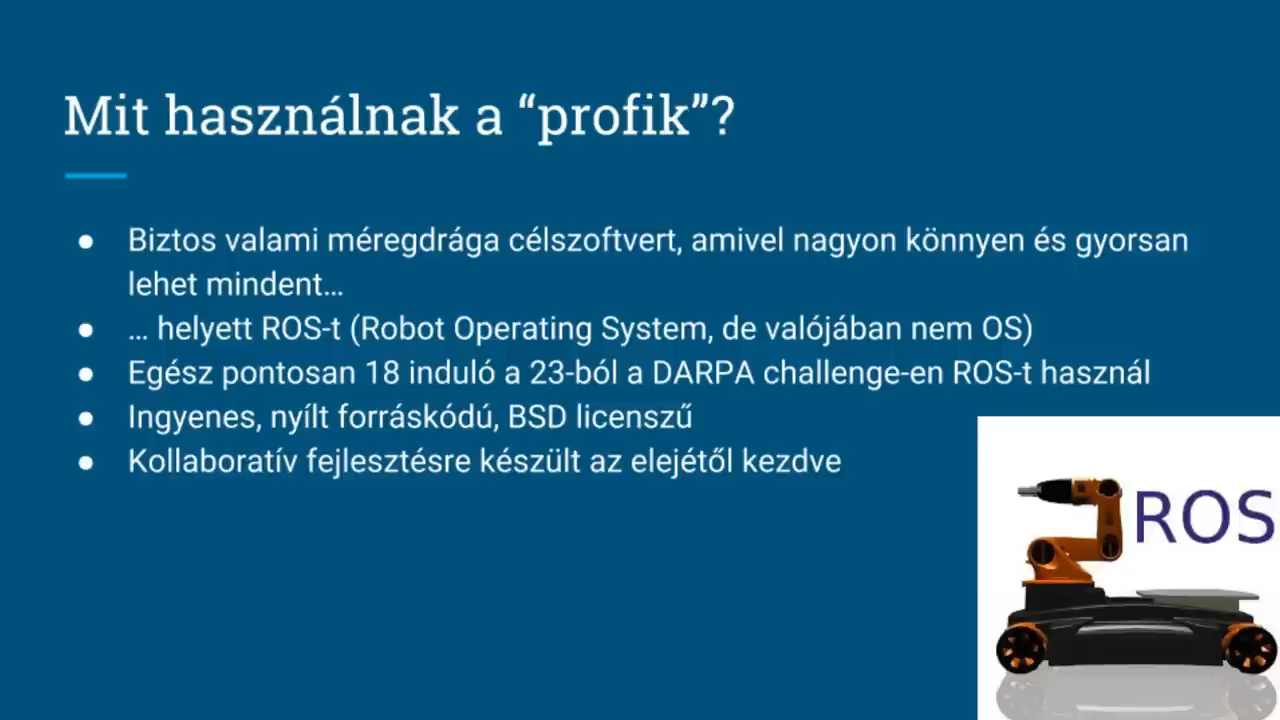 Mit használnak a “profik”?
● Biztos valami méregdrága célszoftvert, amivel nagyon könnyen és gyorsan
lehet mindent…
● … helyett ROS-t (Robot Operating System, de valójában nem OS)
● Egész pontosan 18 induló a 23-ból a DARPA challenge-en ROS-t használ
● Ingyenes, nyílt forráskódú, BSD licenszű
● Kollaboratív fejlesztésre készült az elejétől kezdve
ROS